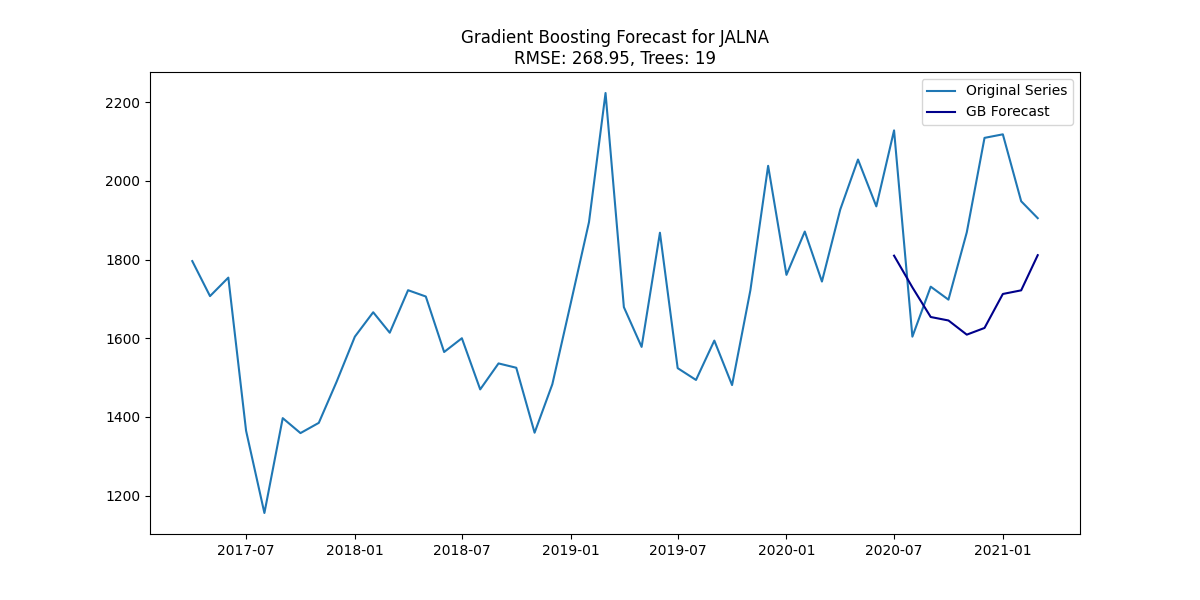 Gradient Boosting Forecast for JALNA
RMSE: 268.95, Trees: 19
Original Series
GB Forecast
2200
2000
1800
1600
1400
1200
2017-07 2018-01 2018-07 2019-01 2019-07 2020-01 2020-07 2021-01